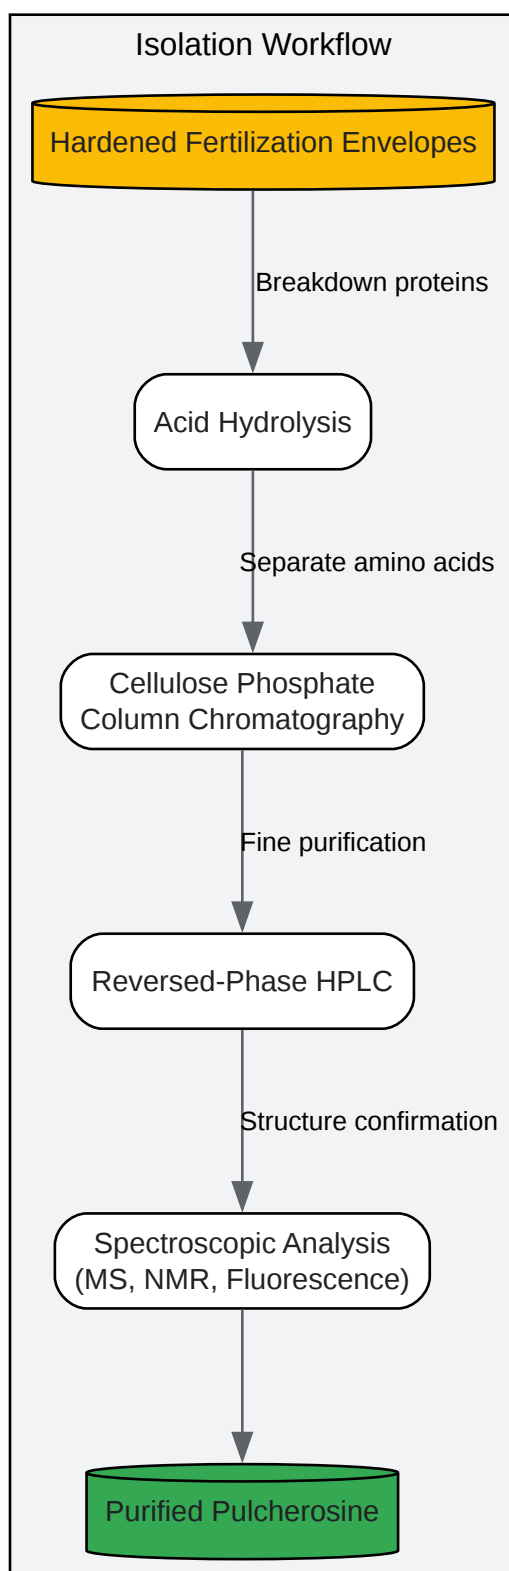 Isolation Workflow
Hardened Fertilization Envelopes
Breakdown proteins
Acid Hydrolysis
Separate amino acids
Cellulose Phosphate
Column Chromatography
Fine purification
Reversed-Phase HPLC
Structure confirmation
Spectroscopic Analysis
(MS, NMR, Fluorescence)
Purified Pulcherosine